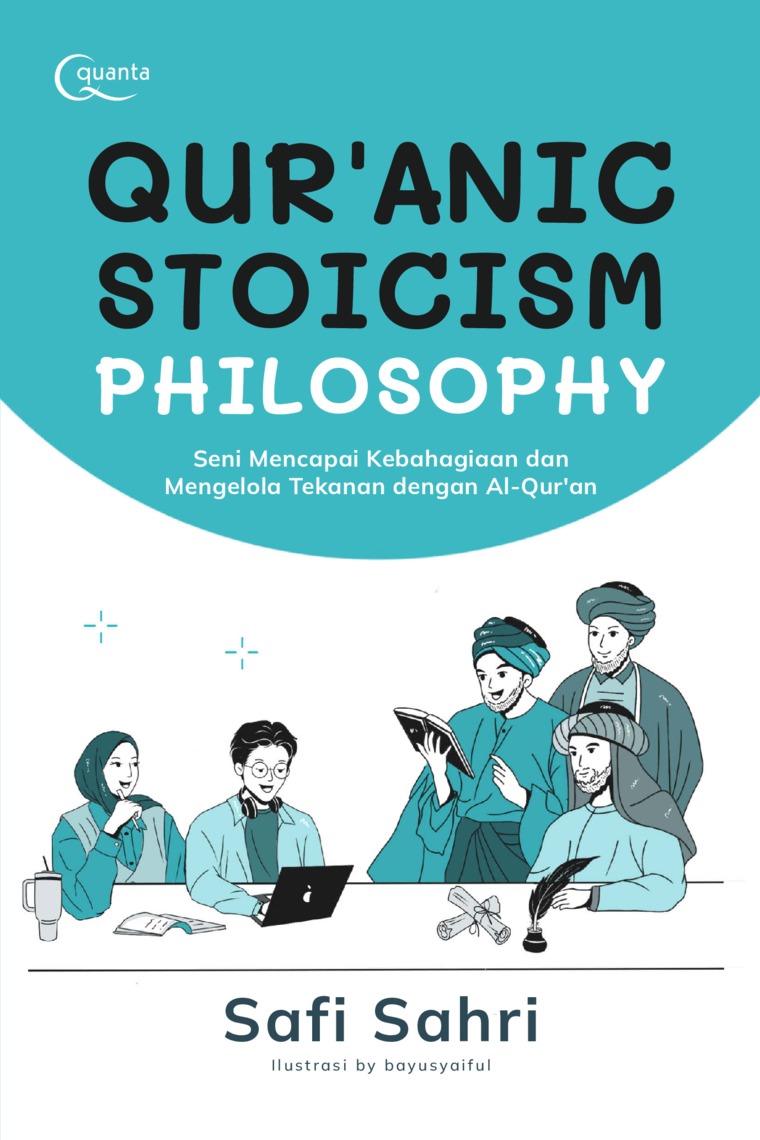 quanta
QUR'ANIC
STOICISM
PHILOSOPHY
Seni Mencapai Kebahagiaan dan
Mengelola Tekanan dengan Al-Qur'an
Safi Sahri
Ilustrasi by bayusyaiful